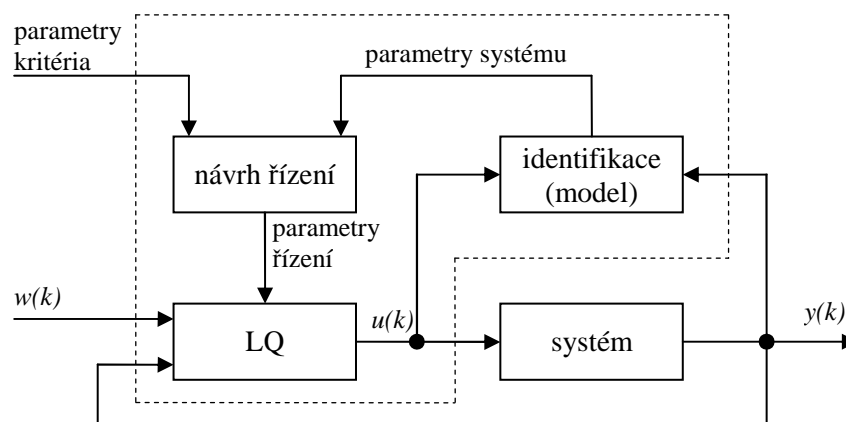 parametry
kritéria
parametry systému
návrh řízení
identifikace
(model)
parametry
řízení
w(k)
LQ
u(k)
systém
y(k)